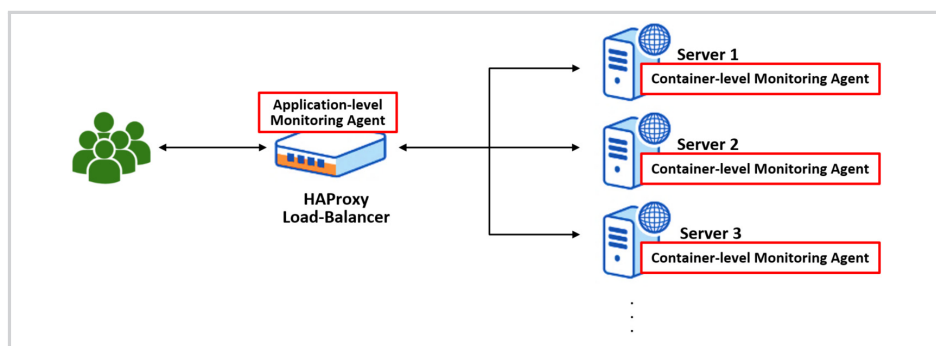 Application-level
Monitoring Agent
HAProxy
Load-Balancer
Server 1
Container-level Monitoring Agent
Server 2
Container-level Monitoring Agent
Server 3
Container-level Monitoring Agent